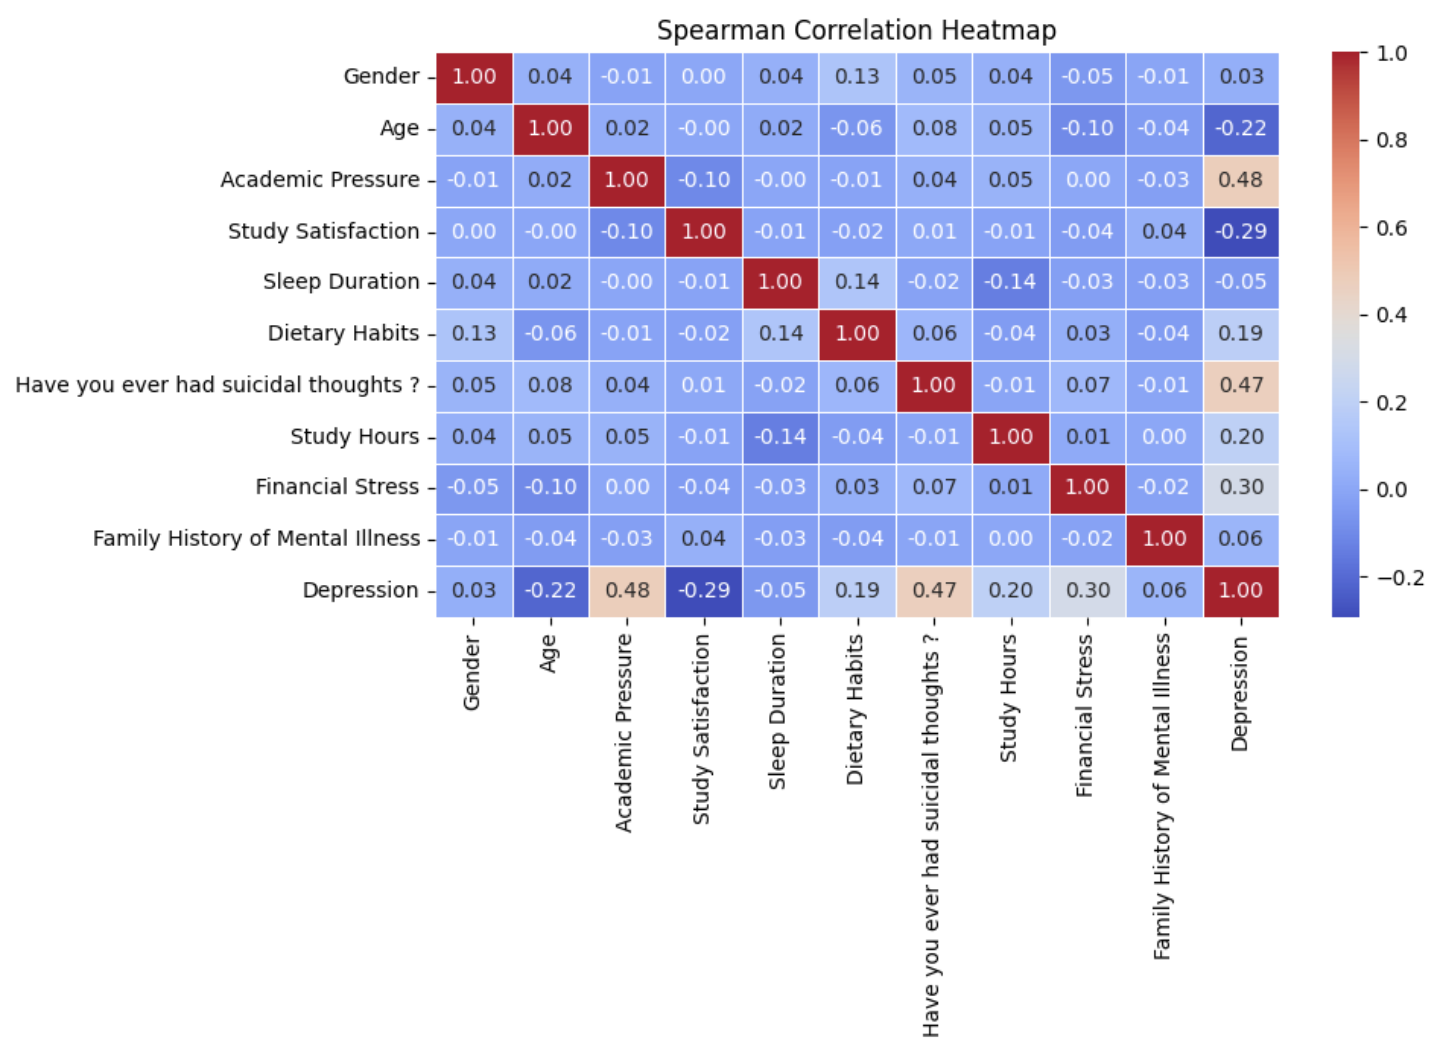 Spearman Correlation Heatmap
Gender 1.00 0.04 -0.01 0.00 0.04 0.13 0.05 0.04 -0.05 -0.01 0.03
Age 0.04 1.00 0.02 -0.00 0.02 -0.06 0.08 0.05 -0.10 -0.04 -0.22
Academic Pressure -0.01 0.02 1.00 -0.10 -0.00 -0.01 0.04 0.05 0.00 -0.03 0.48
Study Satisfaction 0.00 -0.00 -0.10 1.00 -0.01 -0.02 0.01 -0.01 -0.04 0.04 -0.29
Sleep Duration 0.04 0.02 -0.00 -0.01 1.00 0.14 -0.02 -0.14 -0.03 -0.03 -0.05
Dietary Habits 0.13 -0.06 -0.01 -0.02 0.14 1.00 0.06 -0.04 0.03 -0.04 0.19
Have you ever had suicidal thoughts ? 0.05 0.08 0.04 0.01 -0.02 0.06 1.00 -0.01 0.07 -0.01 0.47
Study Hours 0.04 0.05 0.05 -0.01 -0.14 -0.04 -0.01 1.00 0.01 0.00 0.20
Financial Stress -0.05 -0.10 0.00 -0.04 -0.03 0.03 0.07 0.01 1.00 -0.02 0.30
Family History of Mental Illness -0.01 -0.04 -0.03 0.04 -0.03 -0.04 -0.01 0.00 -0.02 1.00 0.06
Depression 0.03 -0.22 0.48 -0.29 -0.05 0.19 0.47 0.20 0.30 0.06 1.00
Gender
Age
Academic Pressure
Study Satisfaction
Sleep Duration
Dietary Habits
Have you ever had suicidal thoughts ?
Study Hours
Financial Stress
Family History of Mental Illness
Depression
1.0
0.8
0.6
0.4
0.2
0.0
−0.2